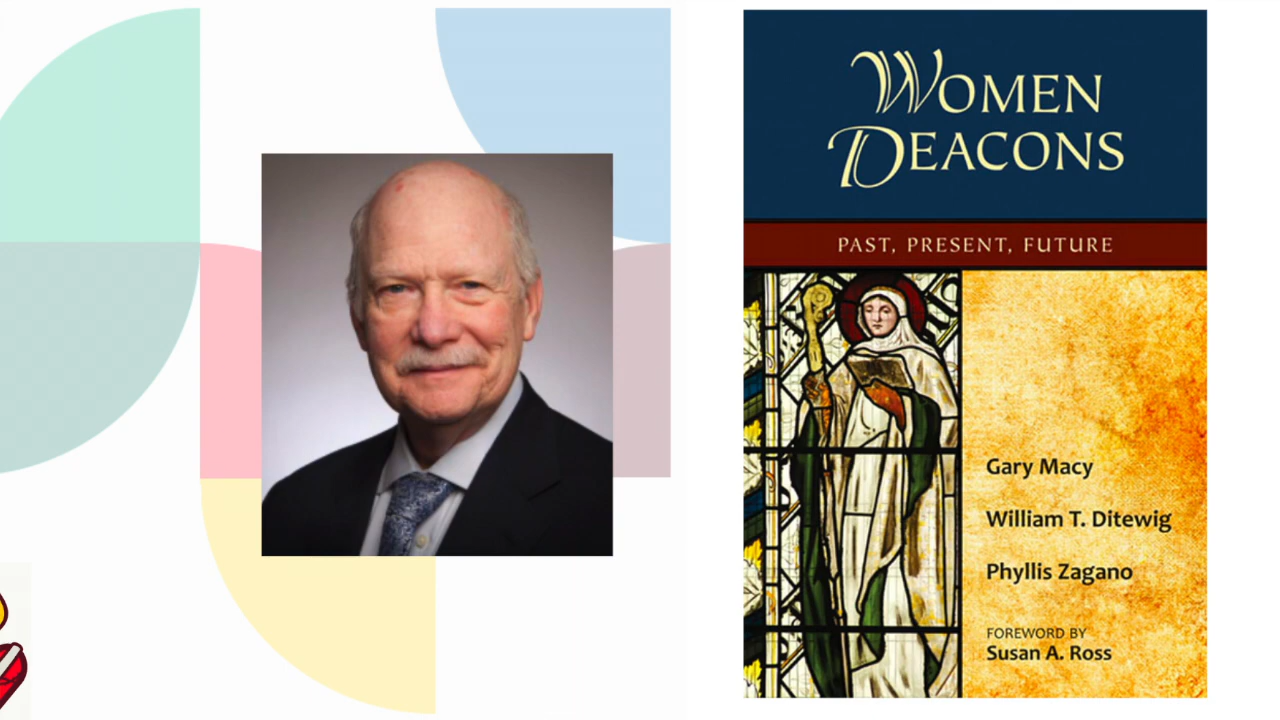 WOMEN
DEACONS
PAST, PRESENT, FUTURE
Gary Macy
William T. Ditewig
Phyllis Zagano
FOREWORD BY
Susan A. Ross